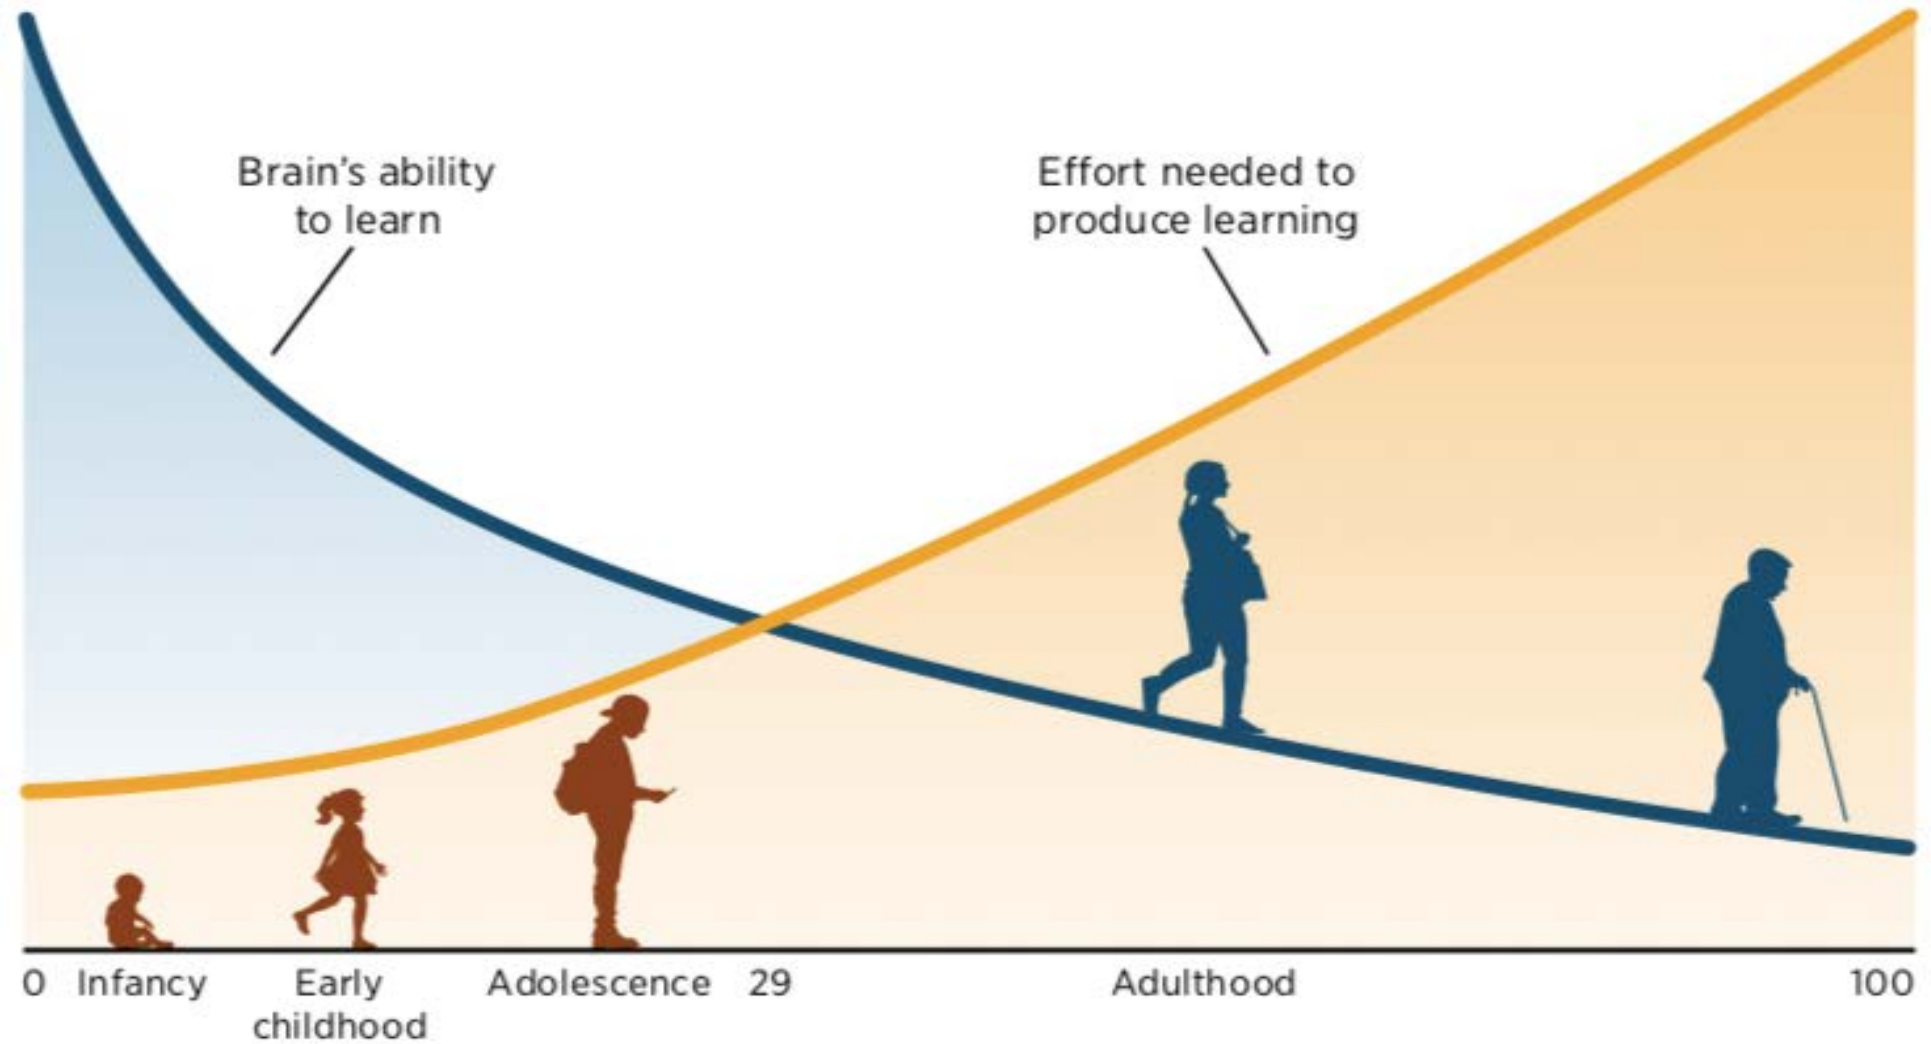 Brain's ability
to learn
Effort needed to
produce learning
0 Infancy Early Adolescence 29 Adulthood 100
childhood